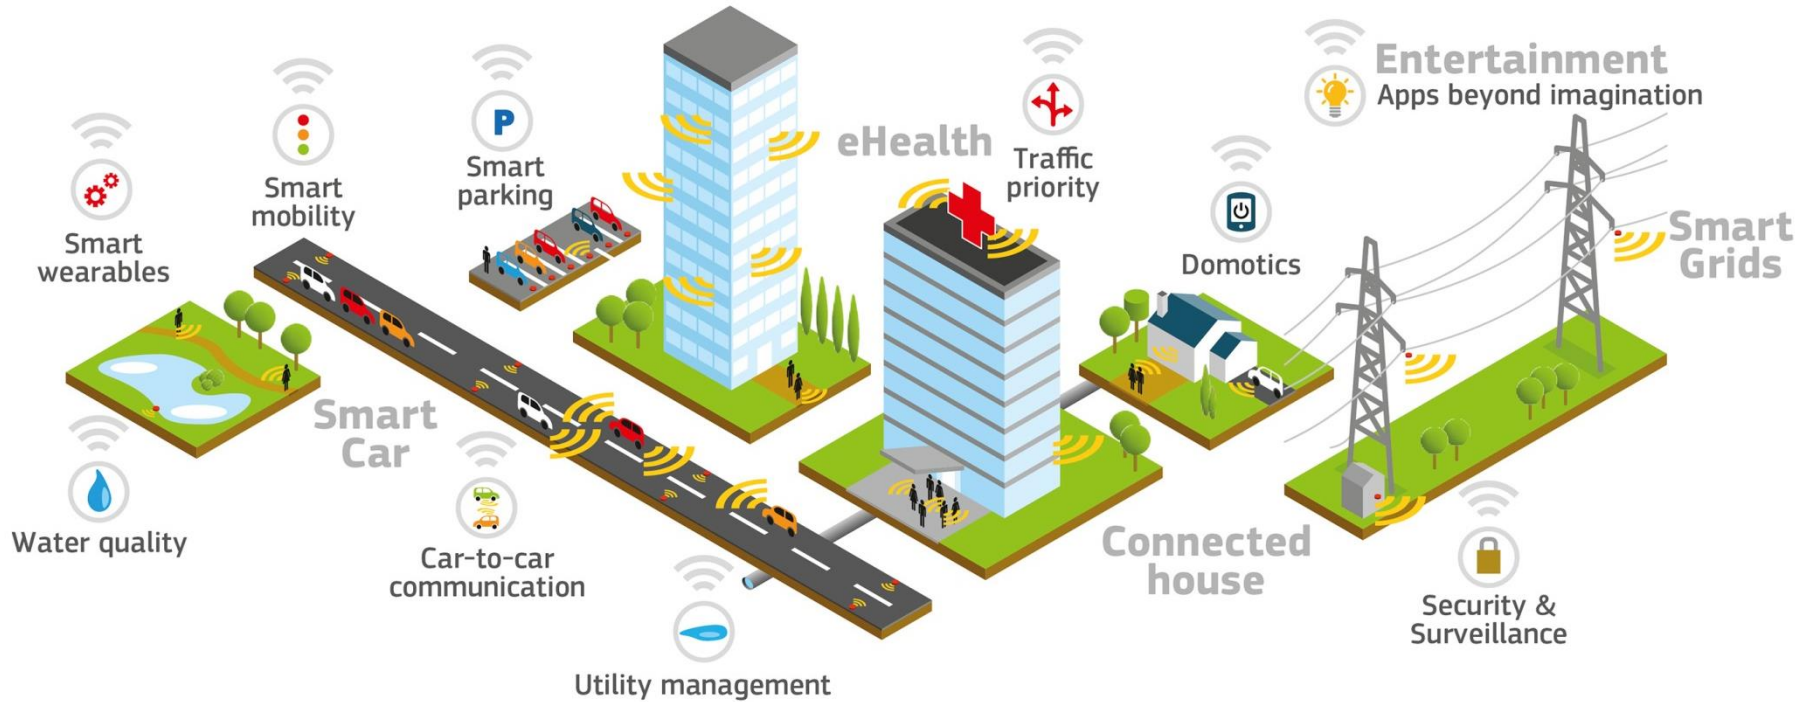 Entertainment
Apps beyond imagination
eHealth
Traffic
priority
P
Smart
parking
Smart
mobility
Smart
wearables
Domotics
Smart
Grids
Smart
Car
Water quality
Car-to-car
communication
Connected
house
Security &
Surveillance
Utility management